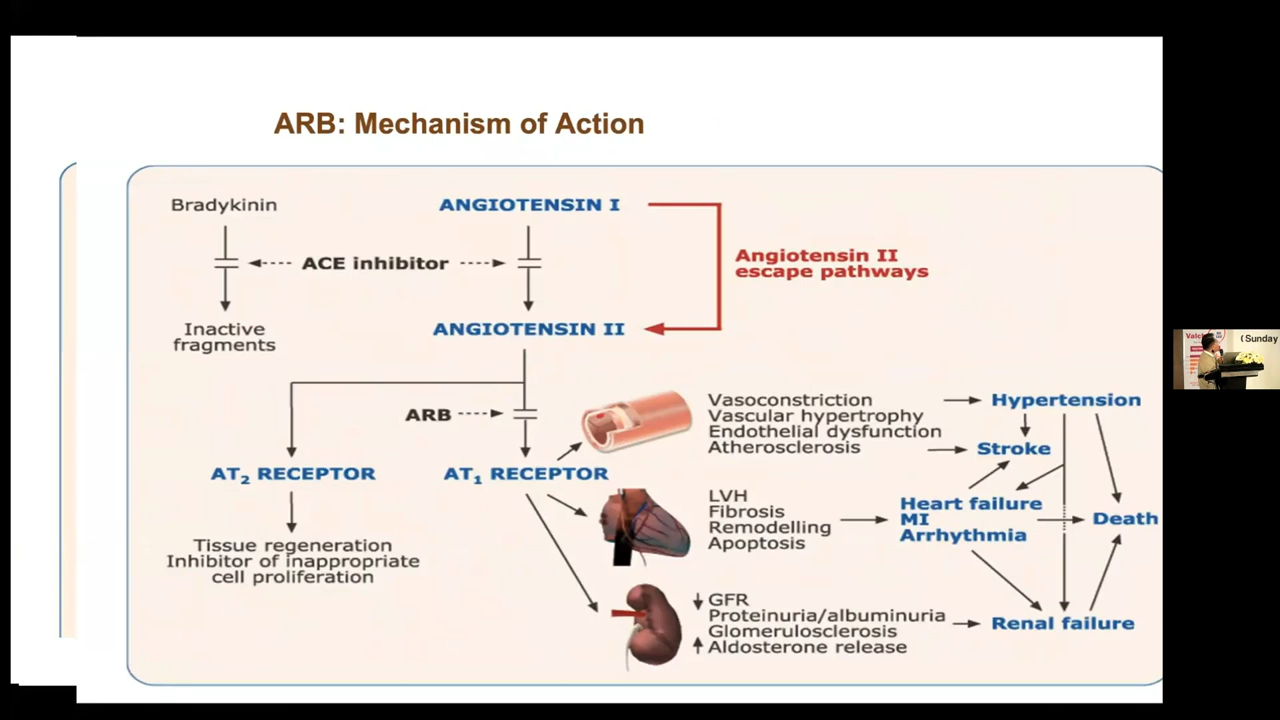 ARB: Mechanism of Action
Bradykinin
ANGIOTENSIN I
ACE inhibitor
Angiotensin II
escape pathways
Inactive
fragments
ANGIOTENSIN II
ARB
AT2 RECEPTOR
AT1 RECEPTOR
Tissue regeneration
Inhibitor of inappropriate
cell proliferation
Vasoconstriction
Vascular hypertrophy
Endothelial dysfunction
Atherosclerosis
Hypertension
Stroke
LVH
Fibrosis
Remodelling
Apoptosis
Heart failure
MI
Arrhythmia
Death
↓ GFR
Proteinuria/albuminuria
Glomerulosclerosis
↑ Aldosterone release
Renal failure
(Sunday